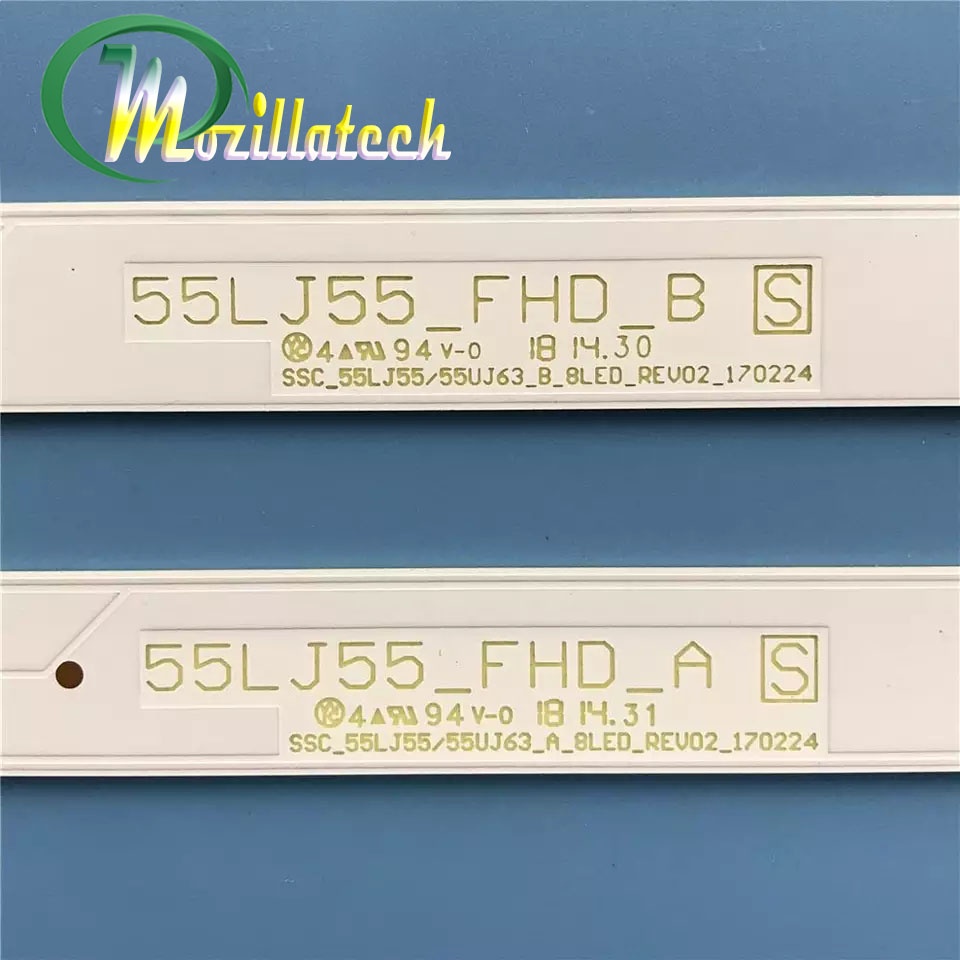 Mozillatech
55LJ55_FHD_B S
4 94 V-0 18 14.30
SSC_55LJ55/55UJ63_B_8LED_REV02_170224
55LJ55_FHD_A S
4 94 V-0 18 14.31
SSC_55LJ55/55UJ63_A_8LED_REV02_170224